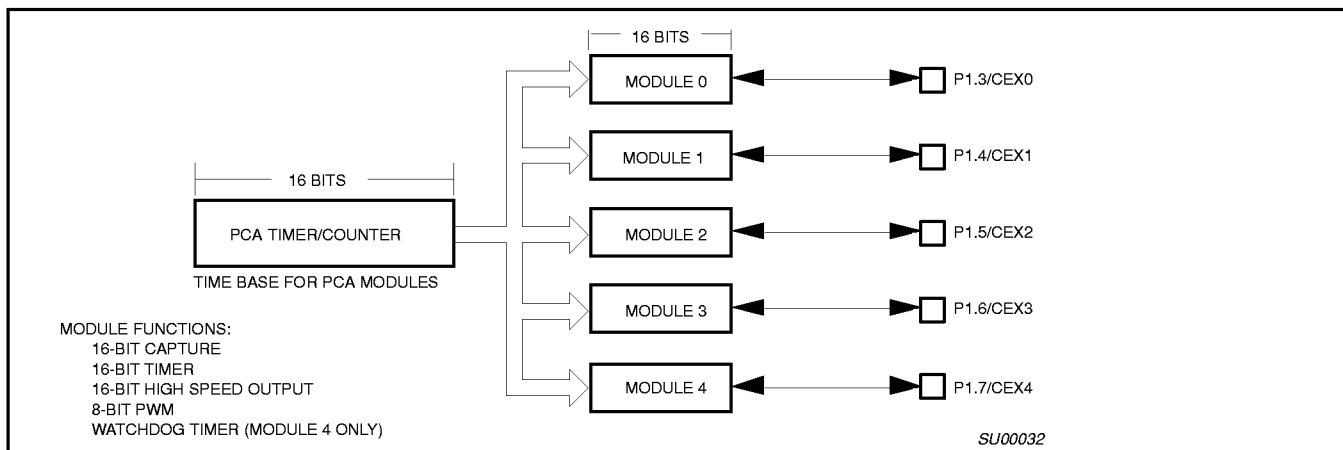 16 BITS
MODULE 0
P1.3/CEX0
MODULE 1
P1.4/CEX1
16 BITS
PCA TIMER/COUNTER
MODULE 2
P1.5/CEX2
TIME BASE FOR PCA MODULES
MODULE 3
P1.6/CEX3
MODULE FUNCTIONS:
16-BIT CAPTURE
16-BIT TIMER
16-BIT HIGH SPEED OUTPUT
8-BIT PWM
WATCHDOG TIMER (MODULE 4 ONLY)
MODULE 4
P1.7/CEX4
SU00032